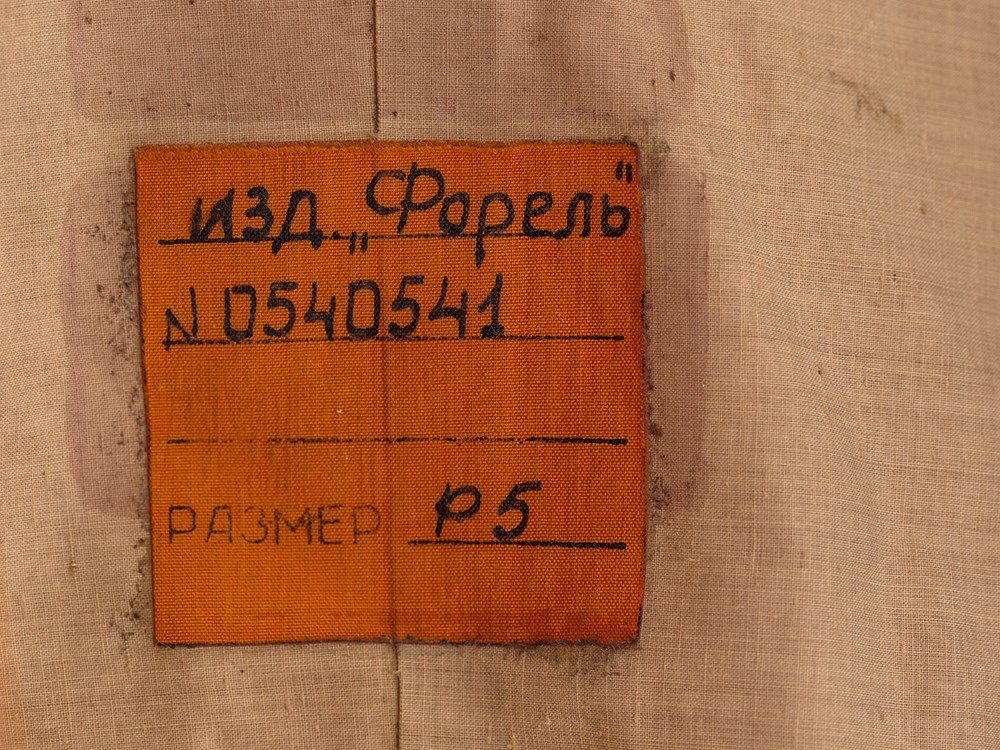 изд. „Форель"
N 0540541
РАЗМЕР Р5